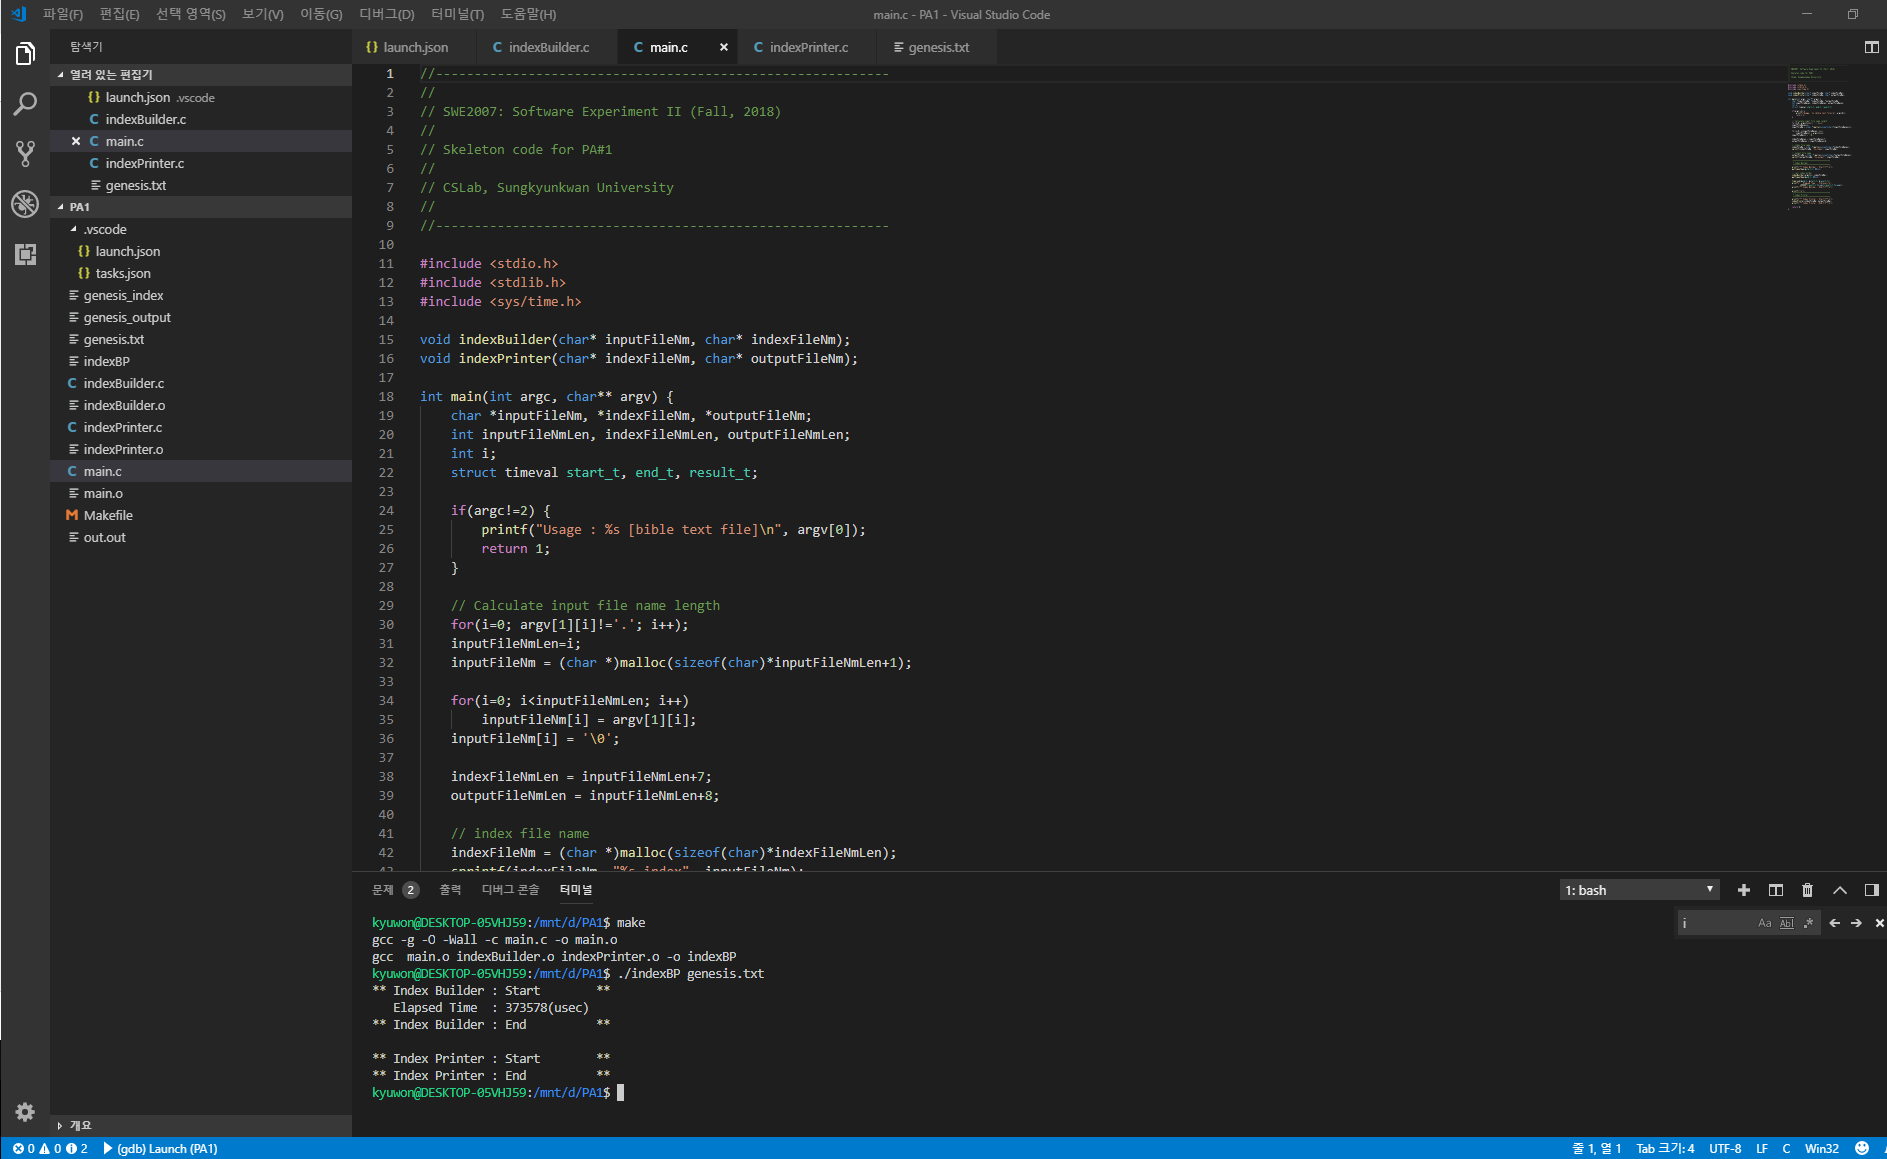 파일(F) 편집(E) 선택 영역(S) 보기(V) 이동(G) 디버그(D) 터미널(T) 도움말(H)
main.c - PA1 - Visual Studio Code
탐색기
열려 있는 편집기
launch.json .vscode
indexBuilder.c
main.c
indexPrinter.c
genesis.txt
PA1
.vscode
launch.json
tasks.json
genesis_index
genesis_output
genesis.txt
indexBP
indexBuilder.c
indexBuilder.o
indexPrinter.c
indexPrinter.o
main.c
main.o
Makefile
out.out
개요
launch.json indexBuilder.c main.c indexPrinter.c genesis.txt
1 //-----------------------------------------------------------
2 //
3 // SWE2007: Software Experiment II (Fall, 2018)
4 //
5 // Skeleton code for PA#1
6 //
7 // CSLab, Sungkyunkwan University
8 //
9 //-----------------------------------------------------------
10
11 #include <stdio.h>
12 #include <stdlib.h>
13 #include <sys/time.h>
14
15 void indexBuilder(char* inputFileNm, char* indexFileNm);
16 void indexPrinter(char* indexFileNm, char* outputFileNm);
17
18 int main(int argc, char** argv) {
19 char *inputFileNm, *indexFileNm, *outputFileNm;
20 int inputFileNmLen, indexFileNmLen, outputFileNmLen;
21 int i;
22 struct timeval start_t, end_t, result_t;
23
24 if(argc!=2) {
25 printf("Usage : %s [bible text file]\n", argv[0]);
26 return 1;
27 }
28
29 // Calculate input file name length
30 for(i=0; argv[1][i]!='.'; i++);
31 inputFileNmLen=i;
32 inputFileNm = (char *)malloc(sizeof(char)*inputFileNmLen+1);
33
34 for(i=0; i<inputFileNmLen; i++)
35 inputFileNm[i] = argv[1][i];
36 inputFileNm[i] = '\0';
37
38 indexFileNmLen = inputFileNmLen+7;
39 outputFileNmLen = inputFileNmLen+8;
40
41 // index file name
42 indexFileNm = (char *)malloc(sizeof(char)*indexFileNmLen);
43 sprintf(indexFileNm, "%s_index", inputFileNm);
문제 2 출력 디버그 콘솔 터미널
1: bash
i Aa Abl .*
kyuwon@DESKTOP-05VHJ59:/mnt/d/PA1$ make
gcc -g -O -Wall -c main.c -o main.o
gcc  main.o indexBuilder.o indexPrinter.o -o indexBP
kyuwon@DESKTOP-05VHJ59:/mnt/d/PA1$ ./indexBP genesis.txt
** Index Builder : Start **
Elapsed Time : 373578(usec)
** Index Builder : End **
** Index Printer : Start **
** Index Printer : End **
kyuwon@DESKTOP-05VHJ59:/mnt/d/PA1$
0 0 2 (gdb) Launch (PA1)
줄 1, 열 1 Tab 크기: 4 UTF-8 LF C Win32